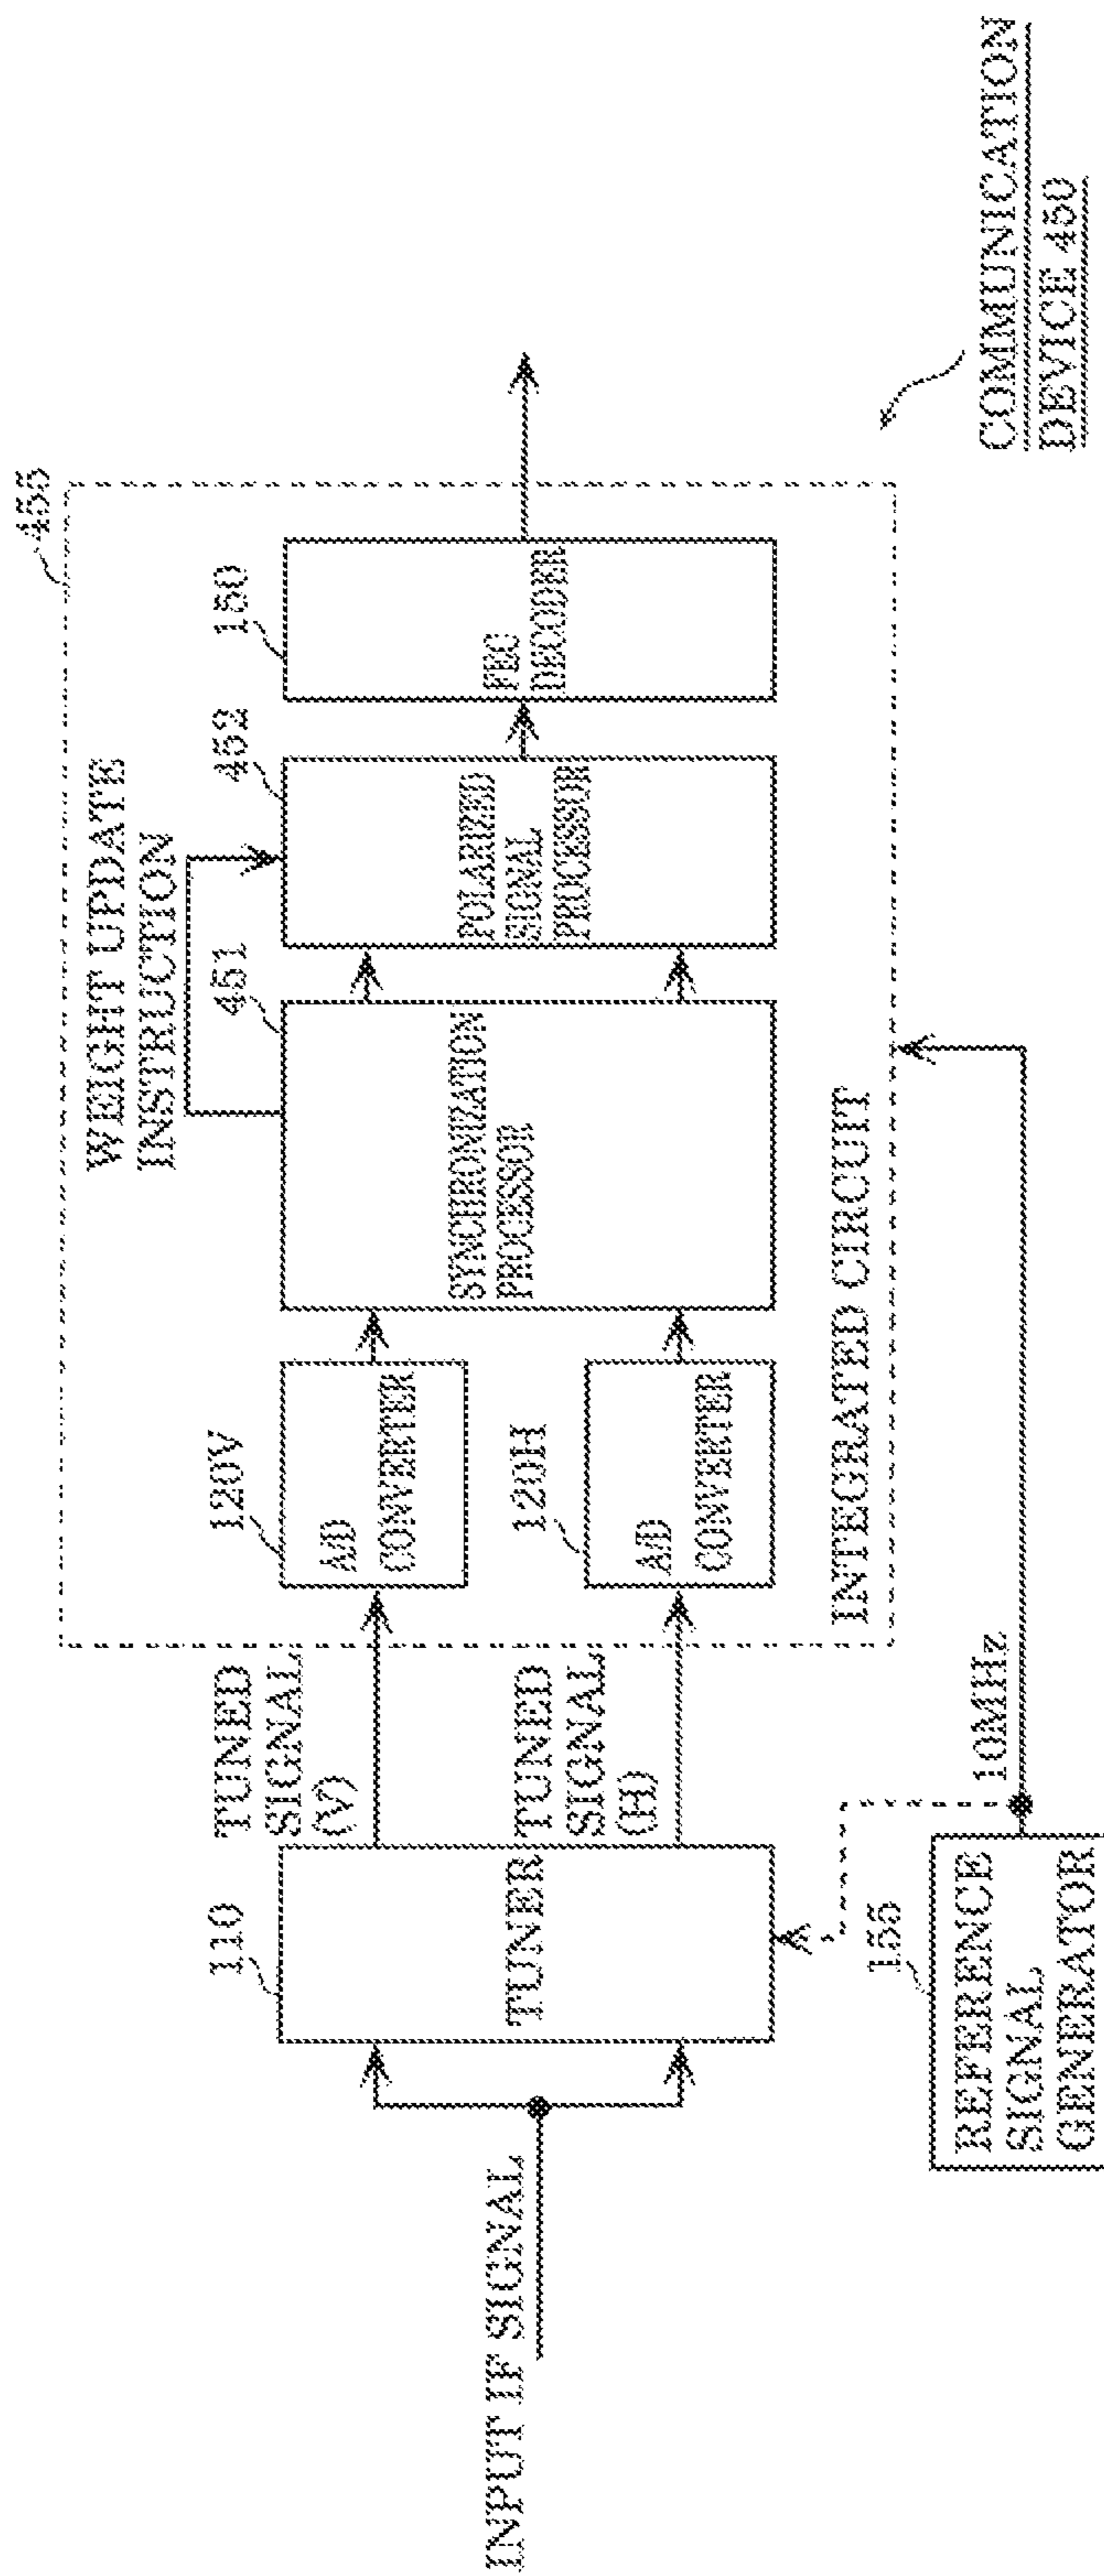 455
WEIGHT UPDATE
INSTRUCTION
110
TUNED
SIGNAL
(V)
120V
451
452
150
INPUT IF SIGNAL
TUNER
A/D
CONVERTER
SYNCHRONIZATION
PROCESSOR
POLARIZED
SIGNAL
PROCESSOR
FEC
DECODER
TUNED
SIGNAL
(H)
120H
A/D
CONVERTER
INTEGRATED CIRCUIT
155
REFERENCE
SIGNAL
GENERATOR
10MHz
COMMUNICATION
DEVICE 450